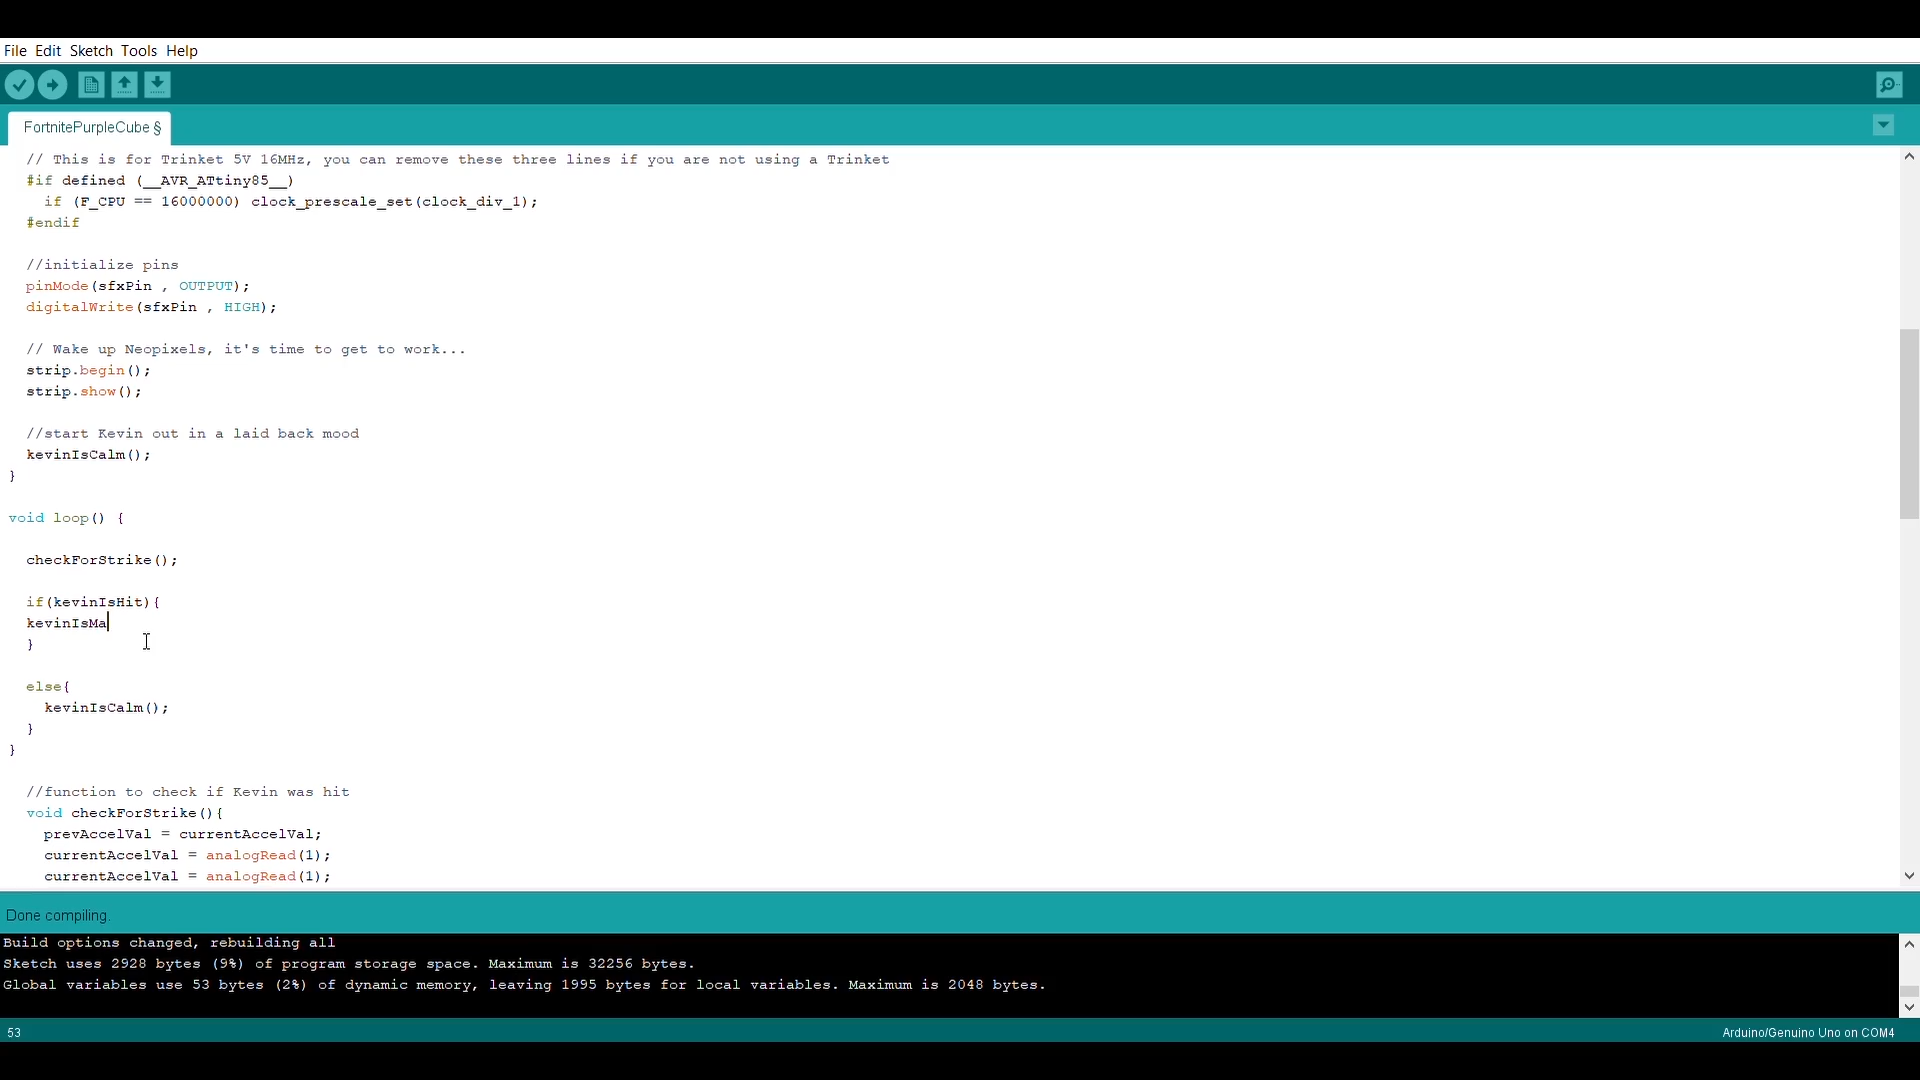 File Edit Sketch Tools Help
FortnitePurpleCube §
// This is for Trinket 5V 16MHz, you can remove these three lines if you are not using a Trinket
#if defined (__AVR_ATtiny85__)
if (F_CPU == 16000000) clock_prescale_set(clock_div_1);
#endif
//initialize pins
pinMode(sfxPin , OUTPUT);
digitalWrite(sfxPin , HIGH);
// Wake up Neopixels, it's time to get to work...
strip.begin();
strip.show();
//start Kevin out in a laid back mood
kevinIsCalm();
}
void loop() {
checkForStrike();
if(kevinIsHit){
kevinIsMa
}
else{
kevinIsCalm();
}
}
//function to check if Kevin was hit
void checkForStrike(){
prevAccelVal = currentAccelVal;
currentAccelVal = analogRead(1);
currentAccelVal = analogRead(1);
Done compiling.
Build options changed, rebuilding all
Sketch uses 2928 bytes (9%) of program storage space. Maximum is 32256 bytes.
Global variables use 53 bytes (2%) of dynamic memory, leaving 1995 bytes for local variables. Maximum is 2048 bytes.
53
Arduino/Genuino Uno on COM4